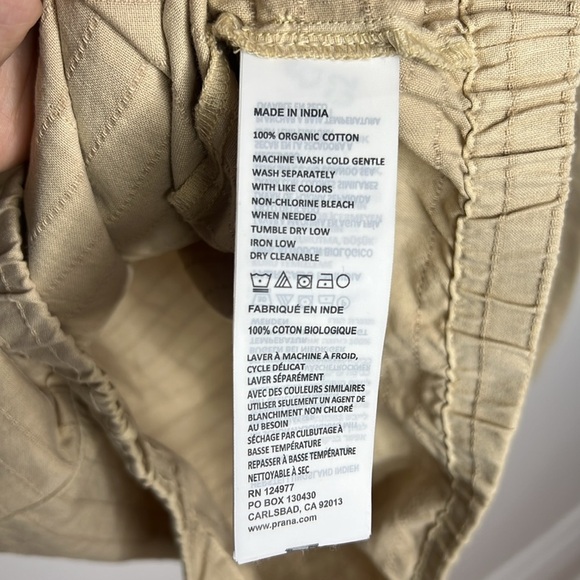 MADE IN INDIA
100% ORGANIC COTTON
MACHINE WASH COLD GENTLE
WASH SEPARATELY
WITH LIKE COLORS
NON-CHLORINE BLEACH
WHEN NEEDED
TUMBLE DRY LOW
IRON LOW
DRY CLEANABLE
FABRIQUÉ EN INDE
100% COTON BIOLOGIQUE
LAVER À MACHINE À FROID,
CYCLE DÉLICAT
LAVER SÉPARÉMENT
AVEC DES COULEURS SIMILAIRES
UTILISER SEULEMENT UN AGENT DE
BLANCHIMENT NON CHLORÉ
AU BESOIN
SÉCHAGE PAR CULBUTAGE À
BASSE TEMPÉRATURE
REPASSER À BASSE TEMPÉRATURE
NETTOYABLE À SEC
RN 124977
PO BOX 130430
CARLSBAD, CA 92013
www.prana.com